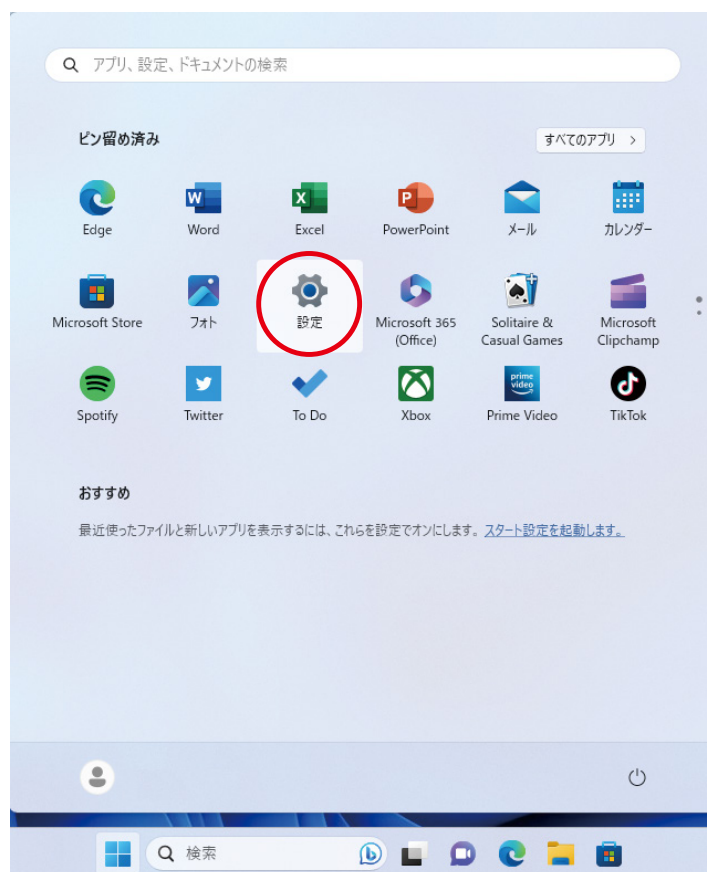 アプリ、設定、ドキュメントの検索
ピン留め済み
すべてのアプリ >
Edge
Word
Excel
PowerPoint
メール
カレンダー
Microsoft Store
フォト
設定
Microsoft 365
(Office)
Solitaire &
Casual Games
Microsoft
Clipchamp
prime
video
Spotify
Twitter
To Do
Xbox
Prime Video
TikTok
おすすめ
最近使ったファイルと新しいアプリを表示するには、これらを設定でオンにします。スタート設定を起動します。
検索